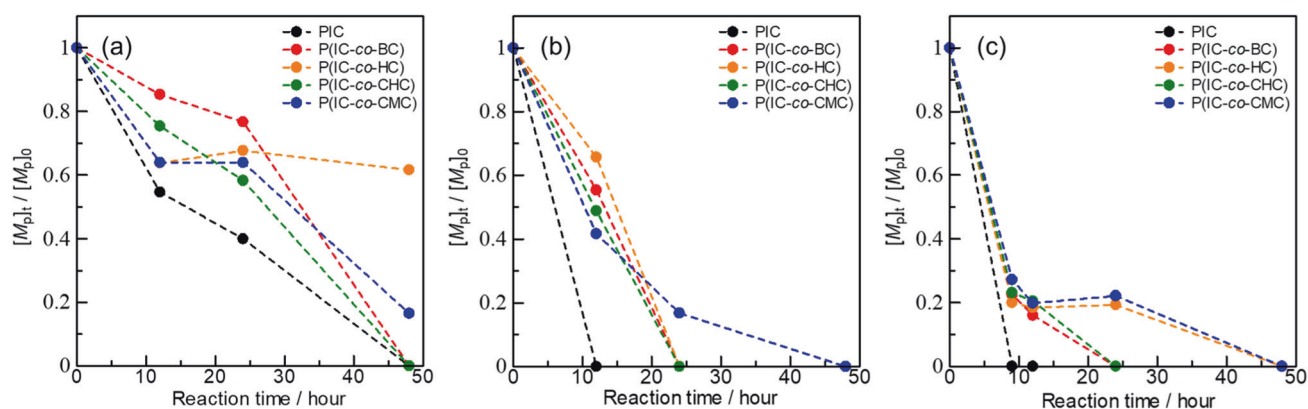 (a)
PIC
P(IC-co-BC)
P(IC-co-HC)
P(IC-co-CHC)
P(IC-co-CMC)
[Mp]t / [Mp]0
1
0.8
0.6
0.4
0.2
0
0 10 20 30 40 50
Reaction time / hour
(b)
PIC
P(IC-co-BC)
P(IC-co-HC)
P(IC-co-CHC)
P(IC-co-CMC)
[Mp]t / [Mp]0
1
0.8
0.6
0.4
0.2
0
0 10 20 30 40 50
Reaction time / hour
(c)
PIC
P(IC-co-BC)
P(IC-co-HC)
P(IC-co-CHC)
P(IC-co-CMC)
[Mp]t / [Mp]0
1
0.8
0.6
0.4
0.2
0
0 10 20 30 40 50
Reaction time / hour